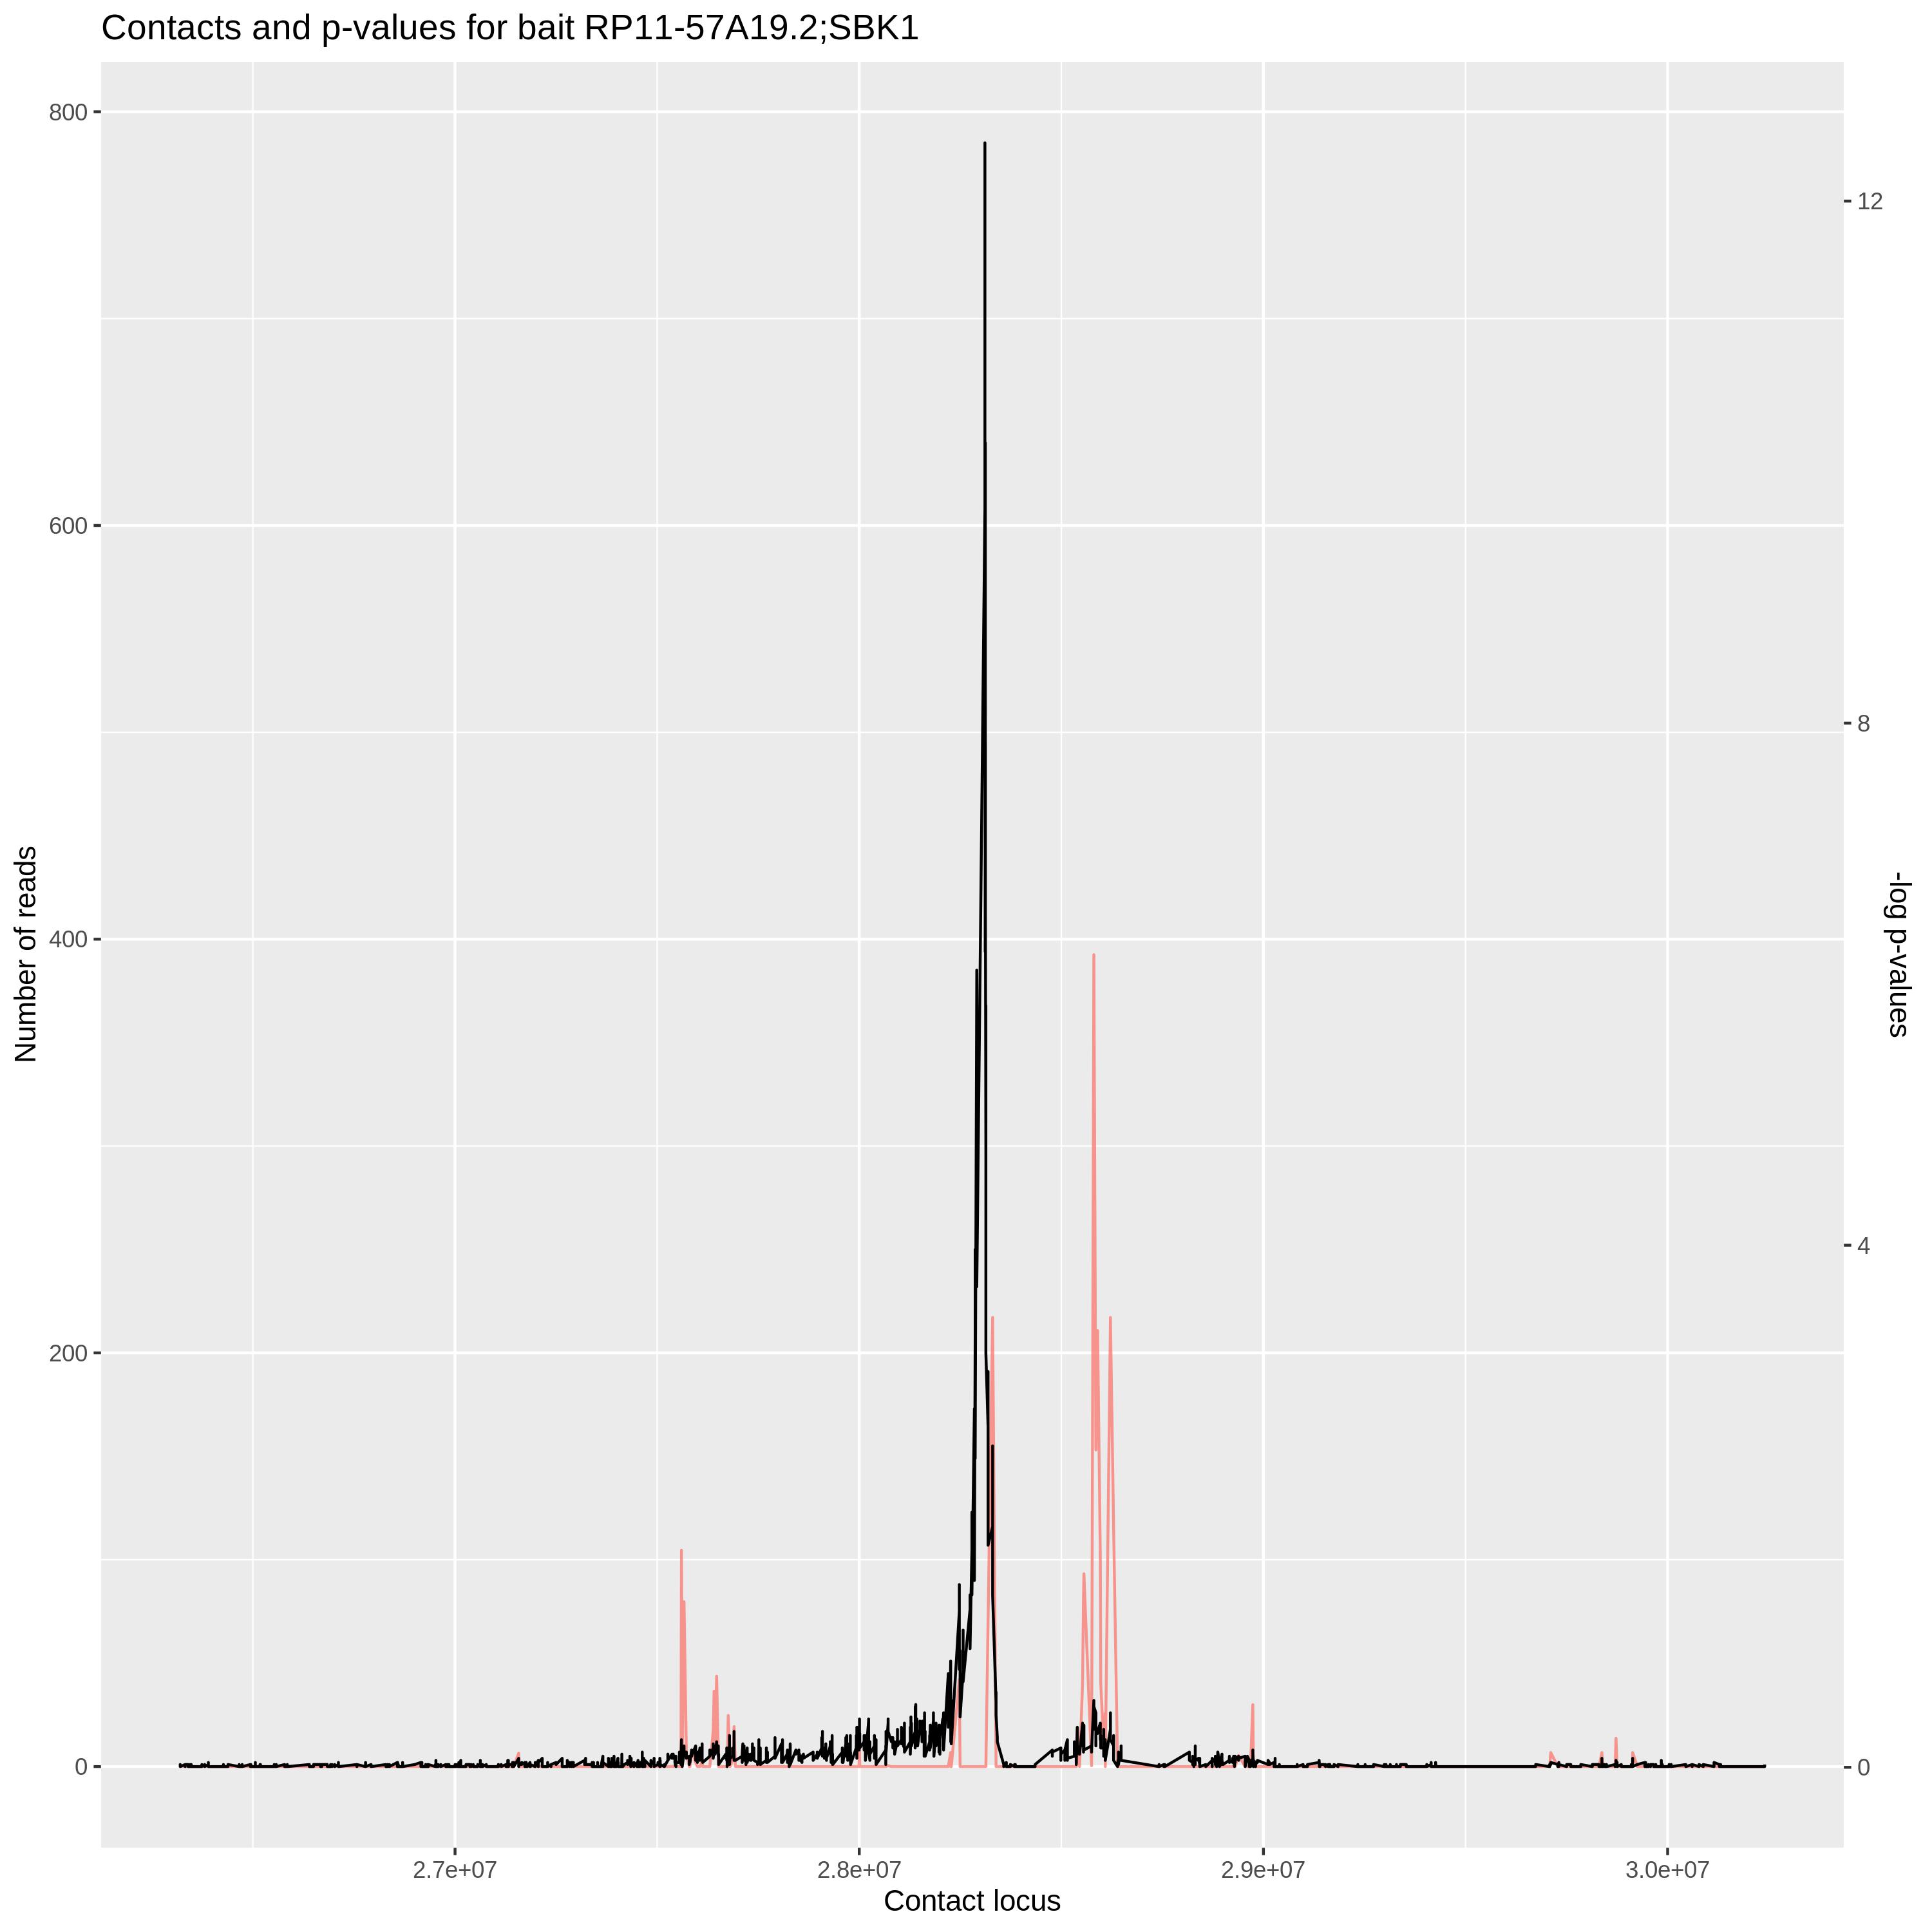 Contacts and p-values for bait RP11-57A19.2;SBK1
800
600
400
200
0
Number of reads
12
8
4
0
-log p-values
2.7e+07 2.8e+07 2.9e+07 3.0e+07
Contact locus